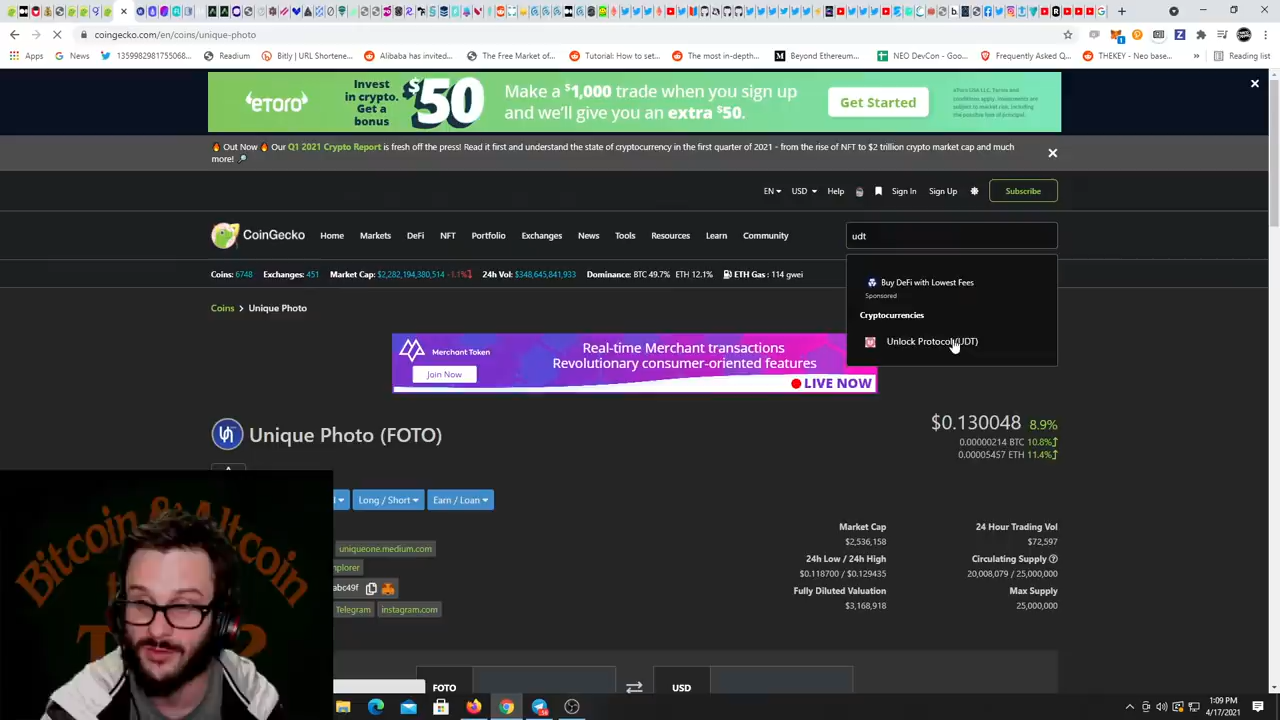 coingecko.com/en/coins/unique-photo
Reading list
Apps
News
1359982981755068...
Readium
Bitly | URL Shortene...
Alibaba has invited...
The Free Market of...
Tutorial: How to set...
The most in-depth...
Beyond Ethereum...
NEO DevCon - Goo...
Frequently Asked Q...
THEKEY - Neo base...
eTORO
Invest
in crypto.
Get a
bonus
$50
Make a $1,000 trade when you sign up
and we'll give you an extra $50.
Get Started
🔥 Out Now 🔥 Our Q1 2021 Crypto Report is fresh off the press! Read it first and understand the state of cryptocurrency in the first quarter of 2021 - from the rise of NFT to $2 trillion crypto market cap and much
more! 🔎
EN
USD
Help
Sign In
Sign Up
Subscribe
CoinGecko
Home
Markets
DeFi
NFT
Portfolio
Exchanges
News
Tools
Resources
Learn
Community
udt
Coins: 6748
Exchanges: 451
Market Cap: $2,282,194,380,514 -1.1%
24h Vol: $348,645,841,933
Dominance: BTC 49.7% ETH 12.1%
ETH Gas: 114 gwei
Buy DeFi with Lowest Fees
Sponsored
Cryptocurrencies
Unlock Protocol (UDT)
Coins > Unique Photo
Merchant Token
Join Now
Real-time Merchant transactions
Revolutionary consumer-oriented features
LIVE NOW
Unique Photo (FOTO)
$0.130048 8.9%
0.00000214 BTC 10.8%
0.00005457 ETH 11.4%
Long / Short
Earn / Loan
Market Cap
$2,536,158
24 Hour Trading Vol
$72,597
24h Low / 24h High
$0.118700 / $0.129435
Circulating Supply
20,008,079 / 25,000,000
Fully Diluted Valuation
$3,168,918
Max Supply
25,000,000
uniqueone.medium.com
xplorer
abc49f
Telegram
instagram.com
Bitcoin & Altcoin
FOTO
USD
1:09 PM
4/17/2021